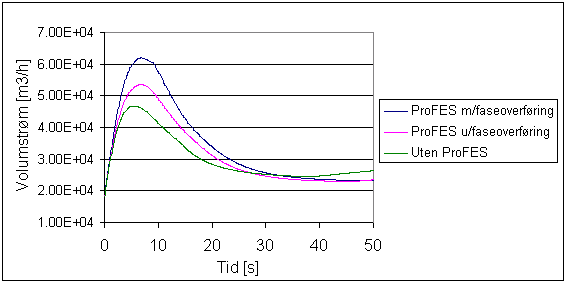 7.00E+04
6.00E+04
5.00E+04
4.00E+04
3.00E+04
2.00E+04
1.00E+04
Volumstrøm [m3/h]
0 10 20 30 40 50
Tid [s]
ProFES m/faseoverføring
ProFES u/faseoverføring
Uten ProFES